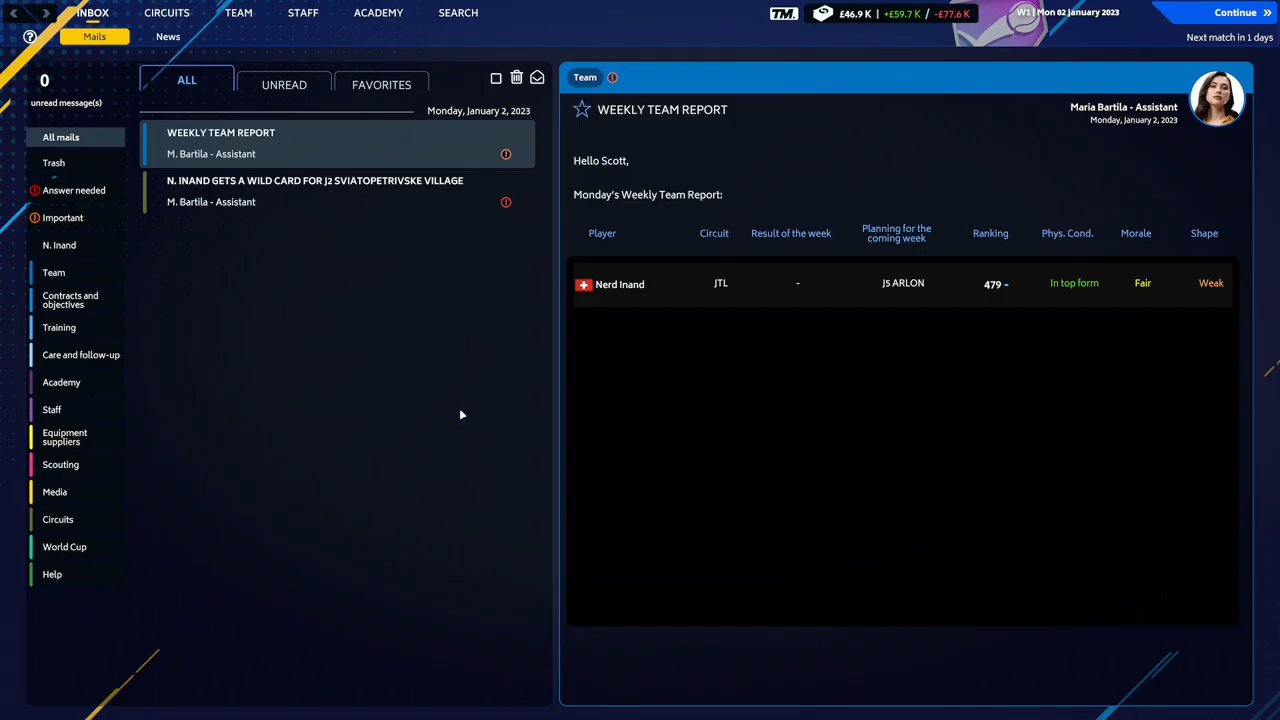 INBOX CIRCUITS TEAM STAFF ACADEMY SEARCH
TM. £46.9 K | +£59.7 K / -£77.6 K W1 | Mon 02 January 2023 Continue
Mails News Next match in 1 days
0
unread message(s)
All mails
Trash
Answer needed
Important
N. Inand
Team
Contracts and
objectives
Training
Care and follow-up
Academy
Staff
Equipment
suppliers
Scouting
Media
Circuits
World Cup
Help
ALL UNREAD FAVORITES
Monday, January 2, 2023
WEEKLY TEAM REPORT
M. Bartila - Assistant
N. INAND GETS A WILD CARD FOR J2 SVIATOPETRIVSKE VILLAGE
M. Bartila - Assistant
Team
WEEKLY TEAM REPORT
Maria Bartila - Assistant
Monday, January 2, 2023
Hello Scott,
Monday's Weekly Team Report:
Player Circuit Result of the week Planning for the coming week Ranking Phys. Cond. Morale Shape
Nerd Inand JTL - J5 ARLON 479 - In top form Fair Weak